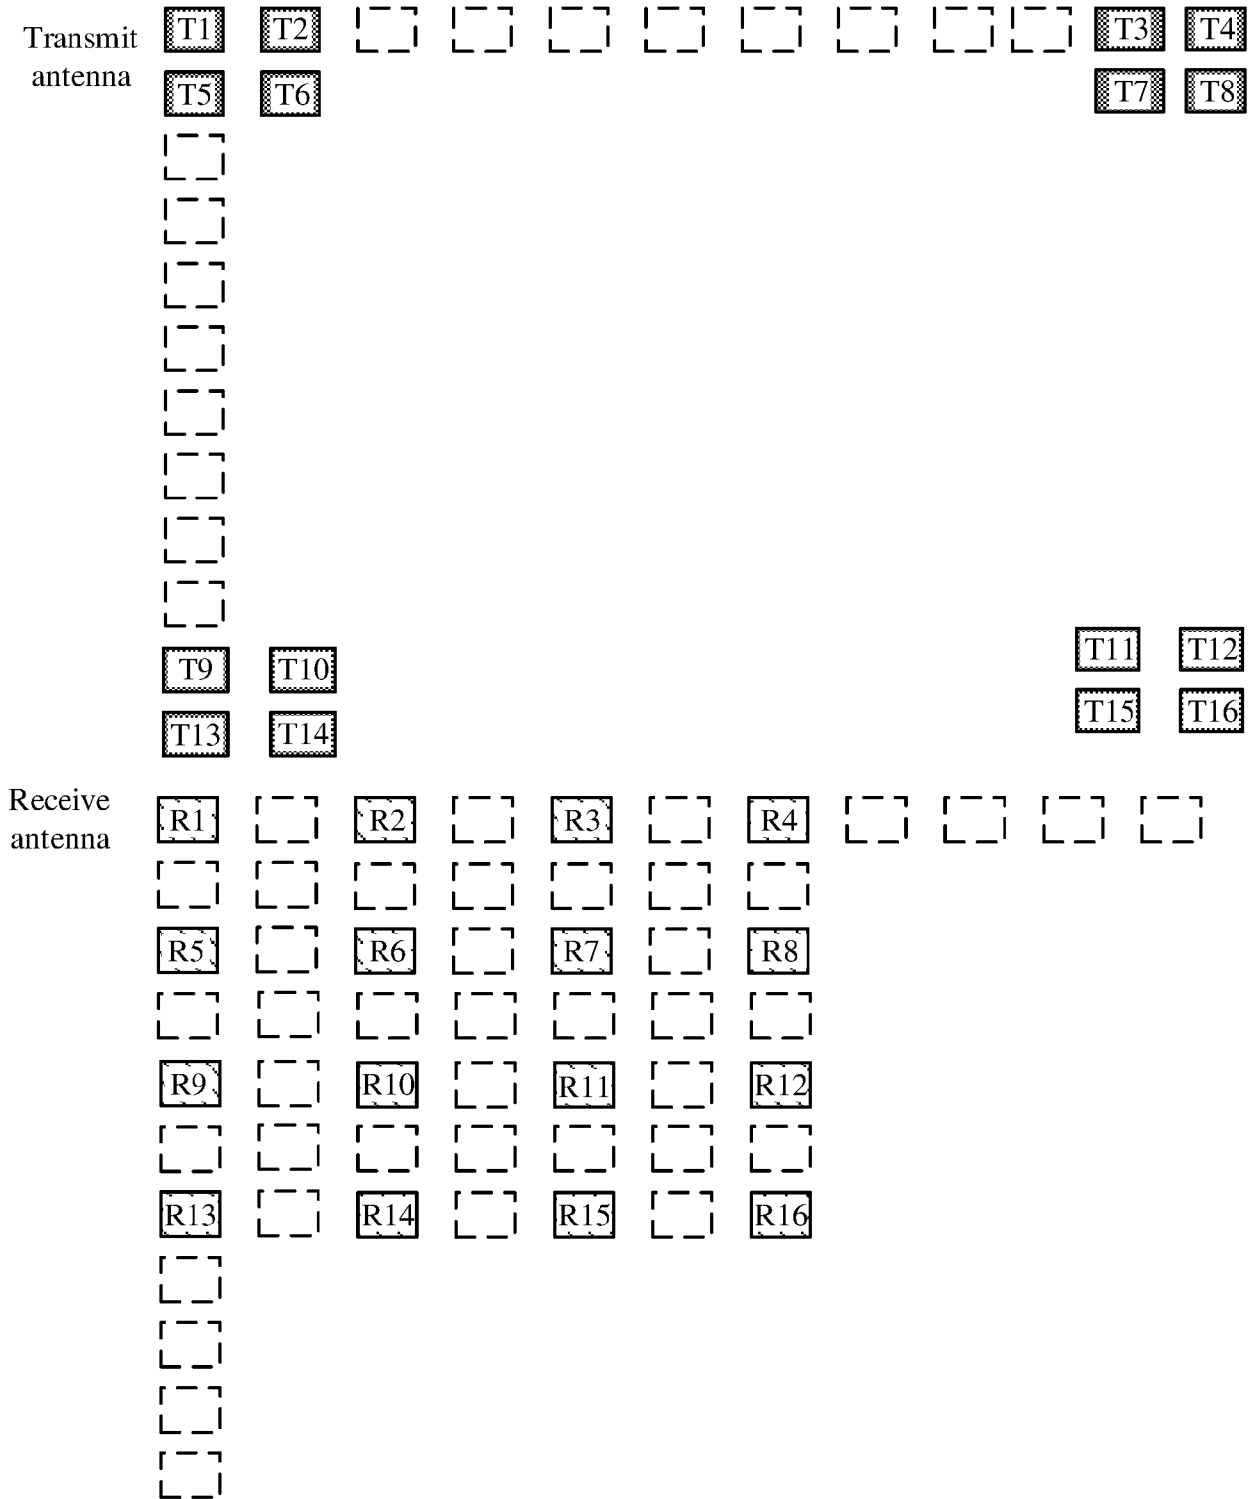 Transmit
antenna
T1 T2 T3 T4
T5 T6 T7 T8
T9 T10 T11 T12
T13 T14 T15 T16
Receive
antenna
R1 R2 R3 R4
R5 R6 R7 R8
R9 R10 R11 R12
R13 R14 R15 R16